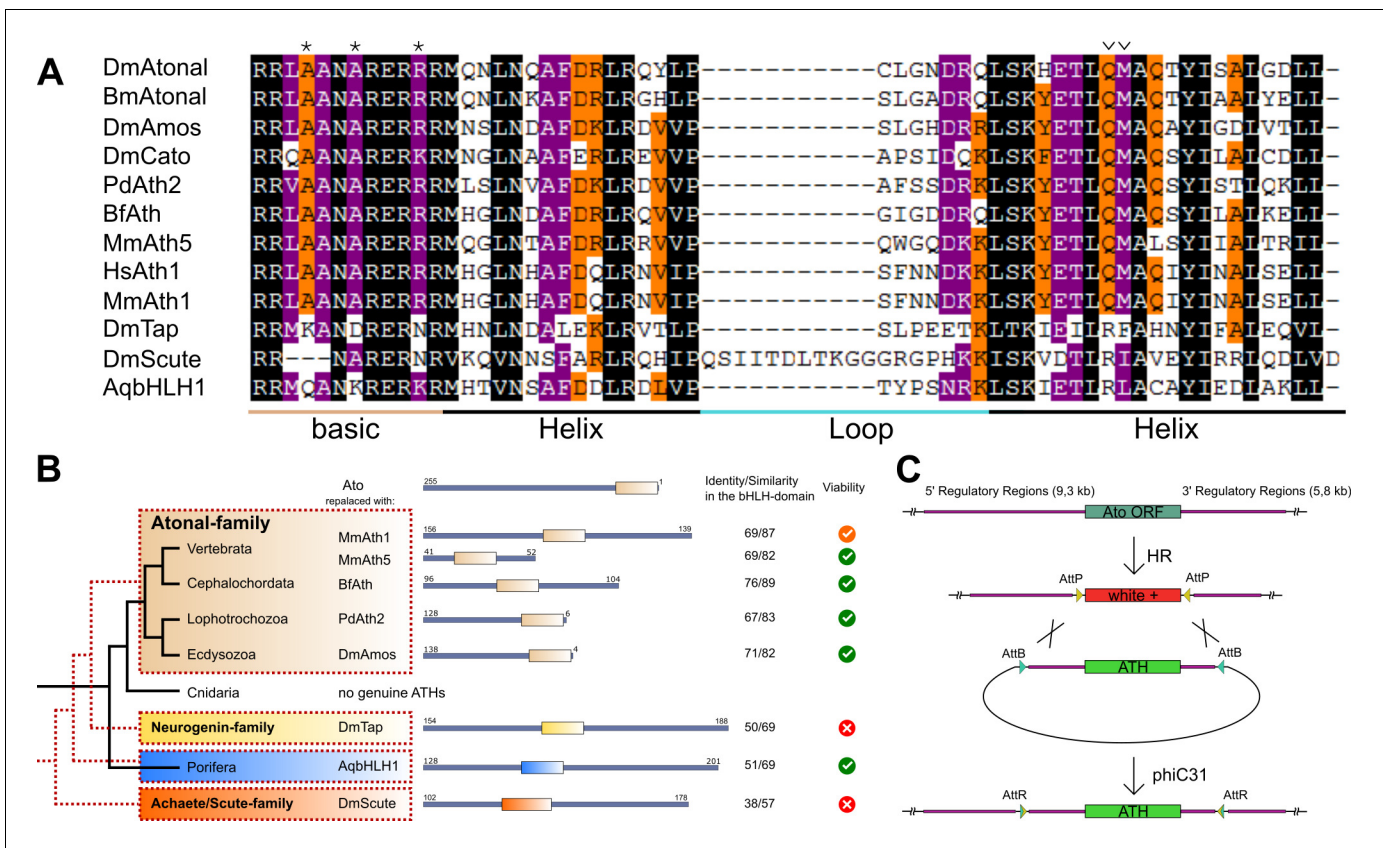 A
* * * ⌵ ⌵
DmAtonal RRLAANARERRRMQNLNQAFDRLRQYLP-----------CLGNDRQLSKHETLQMAQTYISALGDLL-
BmAtonal RRLAANARERRRMQNLNKAFDRLRGHLP-----------SLGADRQLSKYETLQMAQTYIAALYELL-
DmAmos RRLAANARERRRMNSLNDAFDKLRDVVP-----------SLGHDRRLSKYETLQMAQAYIGDLVTLL-
DmCato RRQAANARERKRMNGLNAAFERLREVVP-----------APSIDQKLSKFETLQMAQSYILALCDLL-
PdAth2 RRVAANARERRRMLSLNVAFDKLRDVVP-----------AFSSDRKLSKYETLQMAQSYISTLQKLL-
BfAth RRLAANARERRRMHGLNDAFDRLRQVVP-----------GIGDDRQLSKYETLQMAQSYILALKELL-
MmAth5 RRLAANARERRRMQGLNTAFDRLRRVVP-----------QWGQDKKLSKYETLQMALSYIIALTRIL-
HsAth1 RRLAANARERRRMHGLNHAFDQLRNVIP-----------SFNNDKKLSKYETLQMAQIYINALSELL-
MmAth1 RRLAANARERRRMHGLNHAFDQLRNVIP-----------SFNNDKKLSKYETLQMAQIYINALSELL-
DmTap RRMKANDRERNRMHNLNDALEKLRVTLP-----------SLPEETKLTKIEILRFAHNYIFALEQVL-
DmScute RR---NARERNRVKQVNNSFARLRQHIPQSIITDLTKGGGRGPHKKISKVDTLRIAVEYIRRLQDLVD
AqbHLH1 RRMQANKRERKRMHTVNSAFDDLRDLVP-----------TYPSNRKLSKIETLRLACAYIEDLAKLL-
basic Helix Loop Helix
B
Ato
repalaced with:
255 1
Identity/Similarity
in the bHLH-domain
Viability
Atonal-family
Vertebrata
MmAth1 156 139 69/87
MmAth5 41 52 69/82
Cephalochordata BfAth 96 104 76/89
Lophotrochozoa PdAth2 128 6 67/83
Ecdysozoa DmAmos 138 4 71/82
Cnidaria no genuine ATHs
Neurogenin-family DmTap 154 188 50/69
Porifera AqbHLH1 128 201 51/69
Achaete/Scute-family DmScute 102 178 38/57
C
5' Regulatory Regions (9,3 kb) 3' Regulatory Regions (5,8 kb)
Ato ORF
HR
AttP AttP
white +
AttB AttB
ATH
phiC31
AttR AttR
ATH